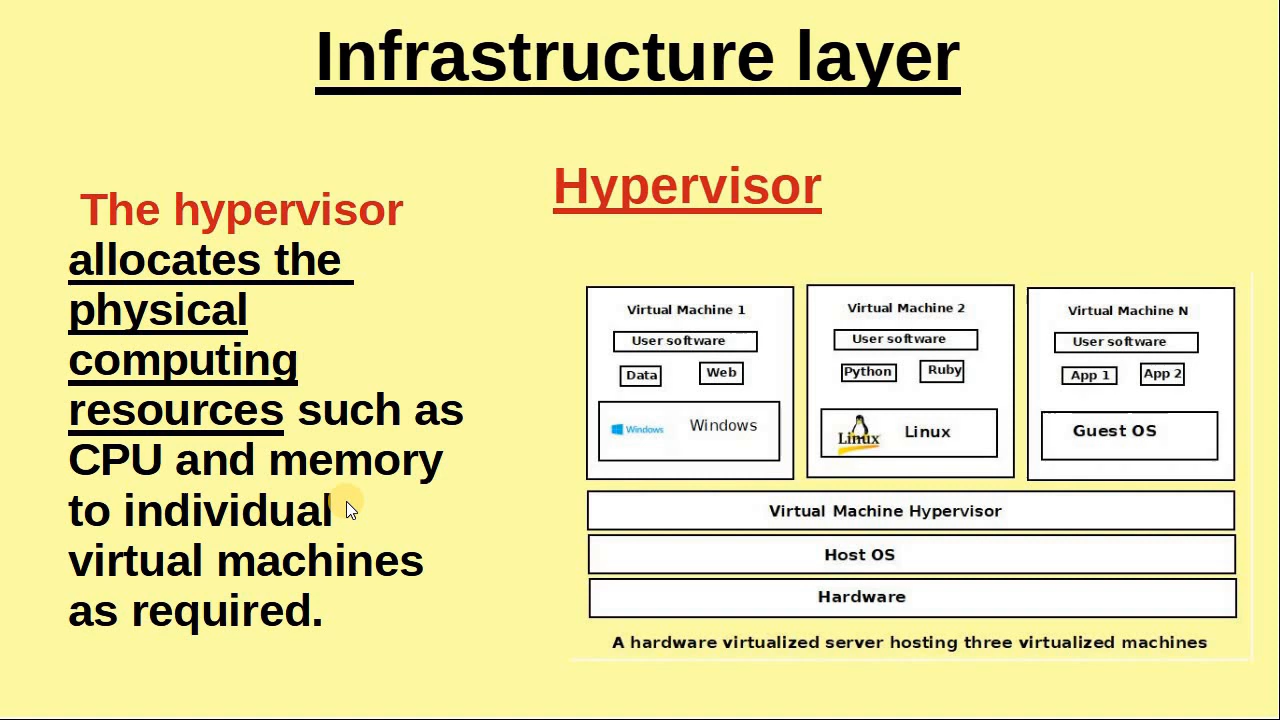 Infrastructure layer
The hypervisor
allocates the
physical
computing
resources such as
CPU and memory
to individual
virtual machines
as required.
Hypervisor
Virtual Machine 1
User software
Data Web
Windows Windows
Virtual Machine 2
User software
Python Ruby
Linux Linux
Virtual Machine N
User software
App 1 App 2
Guest OS
Virtual Machine Hypervisor
Host OS
Hardware
A hardware virtualized server hosting three virtualized machines